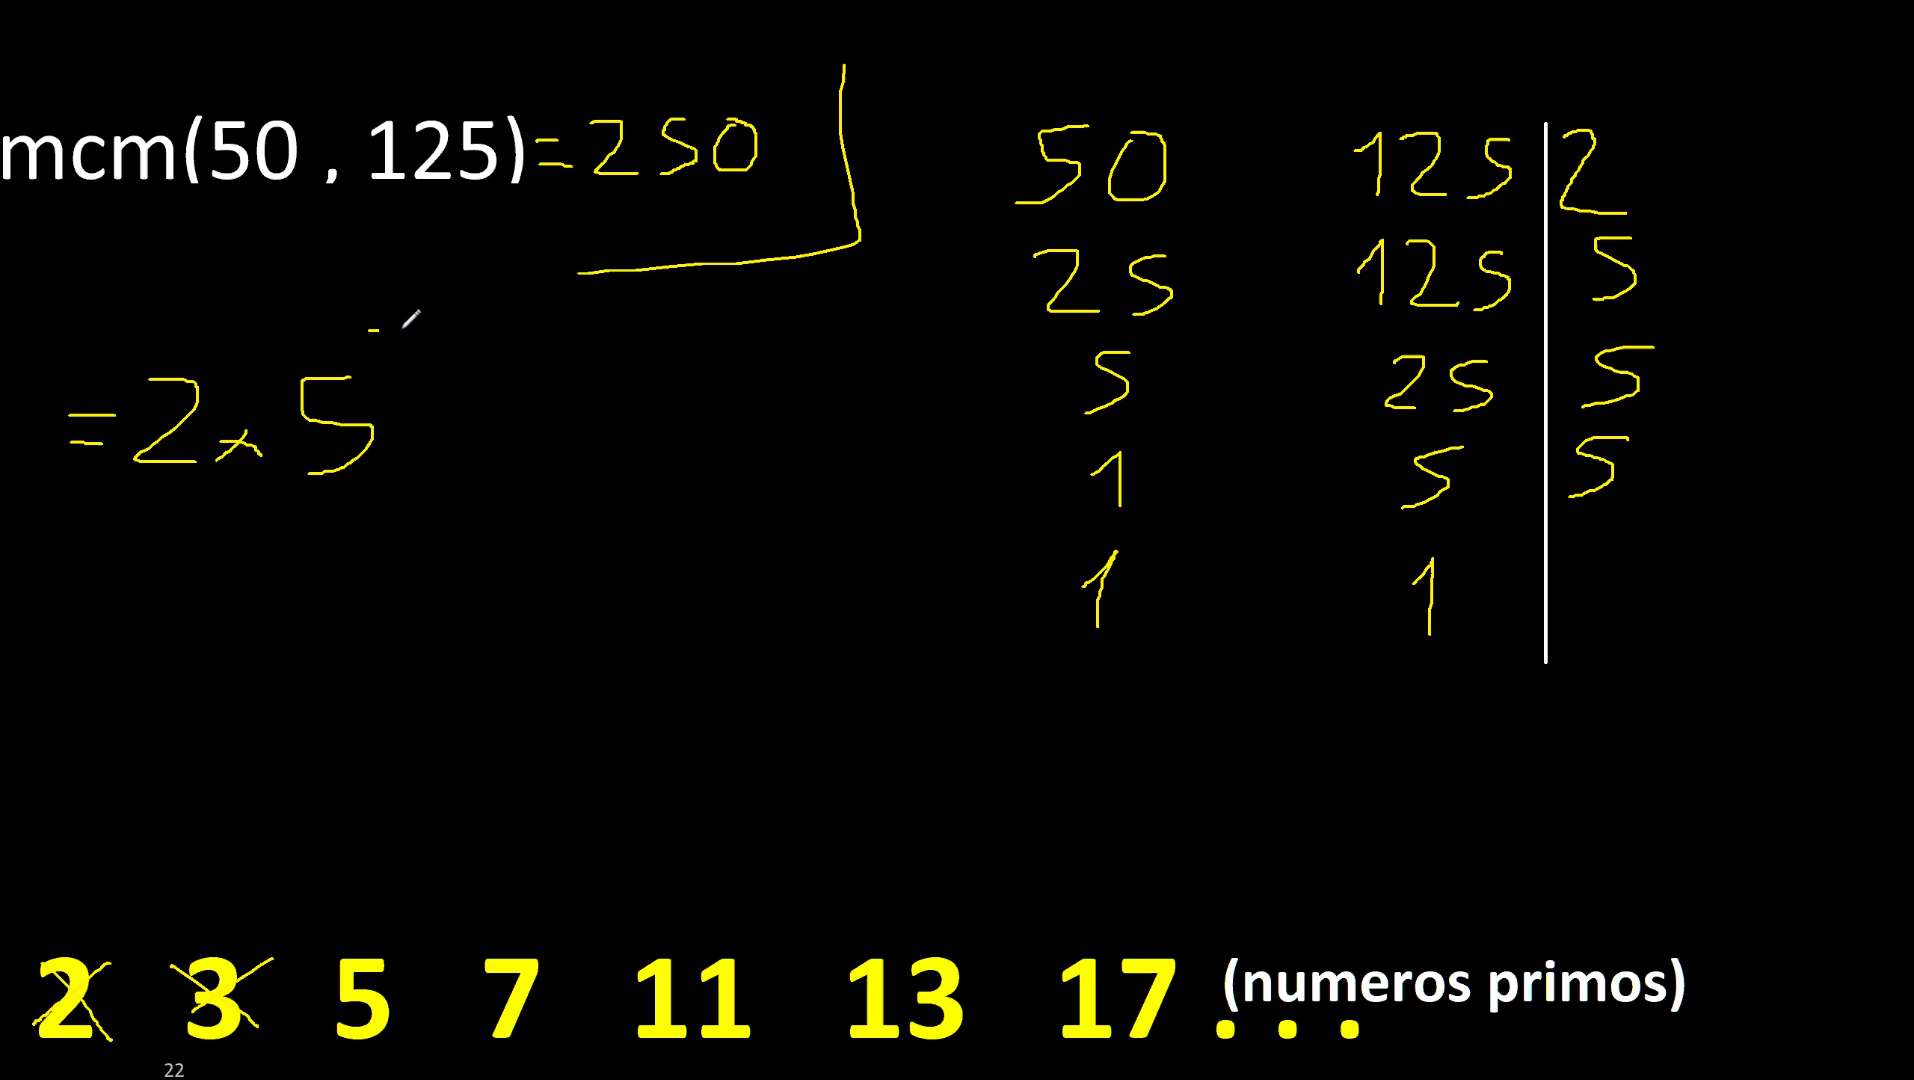 mcm(50 , 125)=250
=2x5
50 125 2
25 125 5
5 25 5
1 5 5
1 1
2 3 5 7 11 13 17 . . . (numeros primos)
22